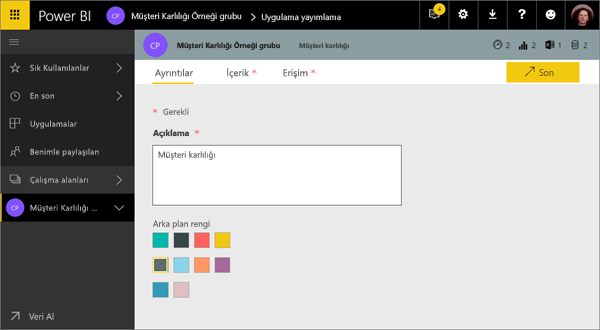 Power BI CP Müşteri Karlılığı Örneği grubu > Uygulama yayımlama 4
CP Müşteri Karlılığı Örneği grubu Müşteri karlılığı 2 2 1 2
Sık Kullanılanlar
En son
Uygulamalar
Benimle paylaşılan
Çalışma alanları
CP Müşteri Karlılığı ...
Veri Al
Ayrıntılar İçerik * Erişim * Son
* Gerekli
Açıklama *
Müşteri karlılığı
Arka plan rengi